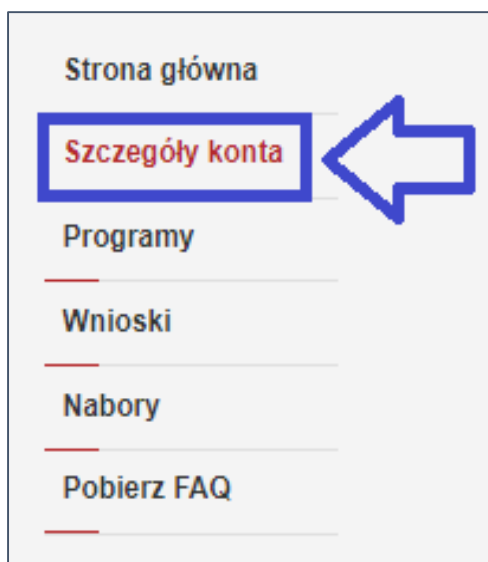 Strona główna
Szczegóły konta
Programy
Wnioski
Nabory
Pobierz FAQ